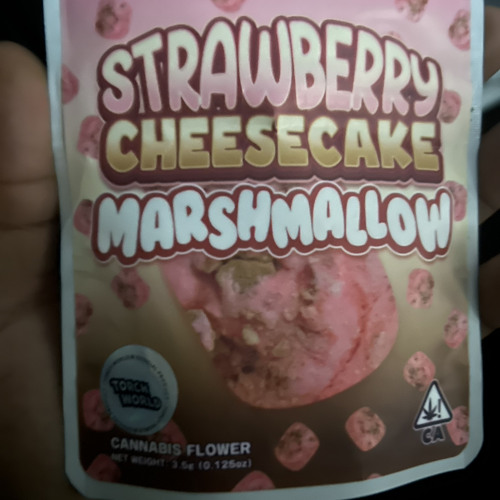 STRAWBERRY
CHEESECAKE
MARSHMALLOW
TORCH
WORLD
CANNABIS FLOWER
NET WEIGHT: 3.5g (0.125oz)
CA